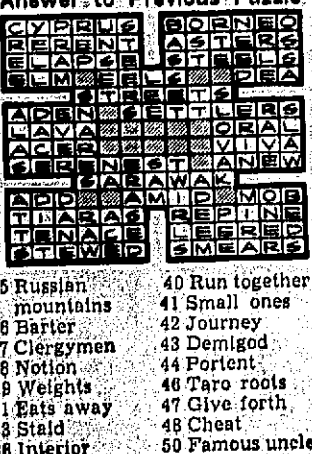 Answer to Previous Puzzle
CYPRUS BORNEO
RERENT ASTERS
ELAPSE STEELS
ELM ERLS DEA
STREETS
ADEN SETTLERS
LAVA ORAL
ACER VIVA
SERENEST ANEW
SARAWAK
ADD AMID MOB
TIARAS REPINE
TENACE LEERED
STEWED SMEARS
5 Russian
mountains
6 Barter
7 Clergymen
8 Notion
9 Weights
1 Eats away
3 Staid
6 Interior
40 Run together
41 Small ones
42 Journey
43 Demigod
44 Portent
46 Taro roots
47 Give forth
48 Cheat
50 Famous uncle